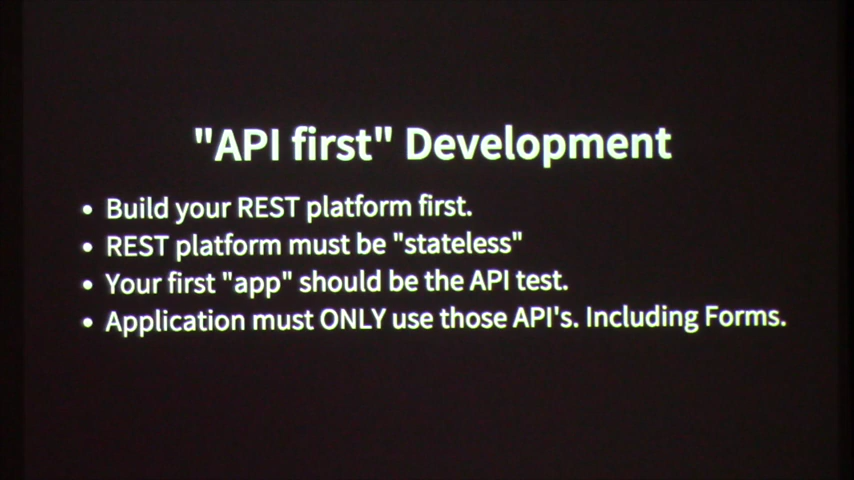 "API first" Development
• Build your REST platform first.
• REST platform must be "stateless"
• Your first "app" should be the API test.
• Application must ONLY use those API's. Including Forms.